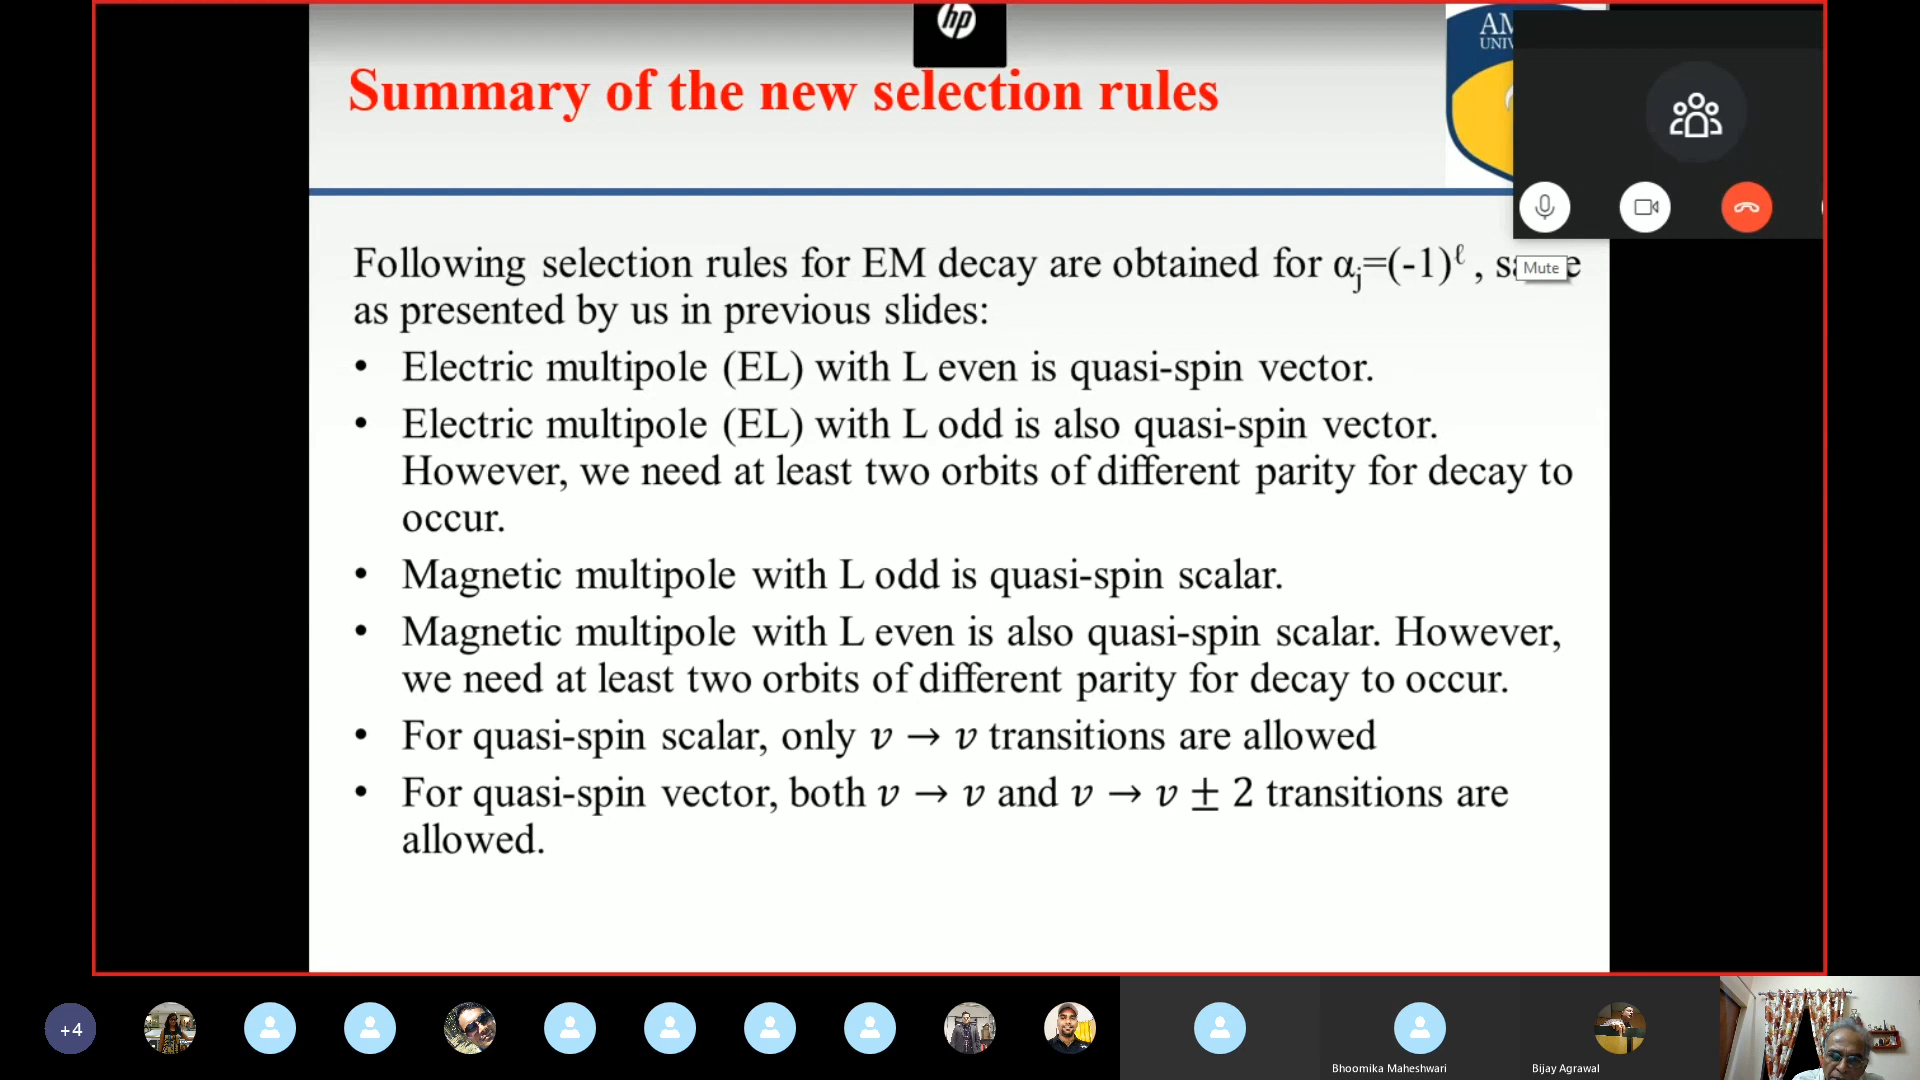 hp
Summary of the new selection rules
Following selection rules for EM decay are obtained for αj=(-1)ℓ ,
Mute
as presented by us in previous slides:
• Electric multipole (EL) with L even is quasi-spin vector.
• Electric multipole (EL) with L odd is also quasi-spin vector.
However, we need at least two orbits of different parity for decay to
occur.
• Magnetic multipole with L odd is quasi-spin scalar.
• Magnetic multipole with L even is also quasi-spin scalar. However,
we need at least two orbits of different parity for decay to occur.
• For quasi-spin scalar, only v → v transitions are allowed
• For quasi-spin vector, both v → v and v → v ± 2 transitions are
allowed.
+4
Bhoomika Maheshwari
Bijay Agrawal